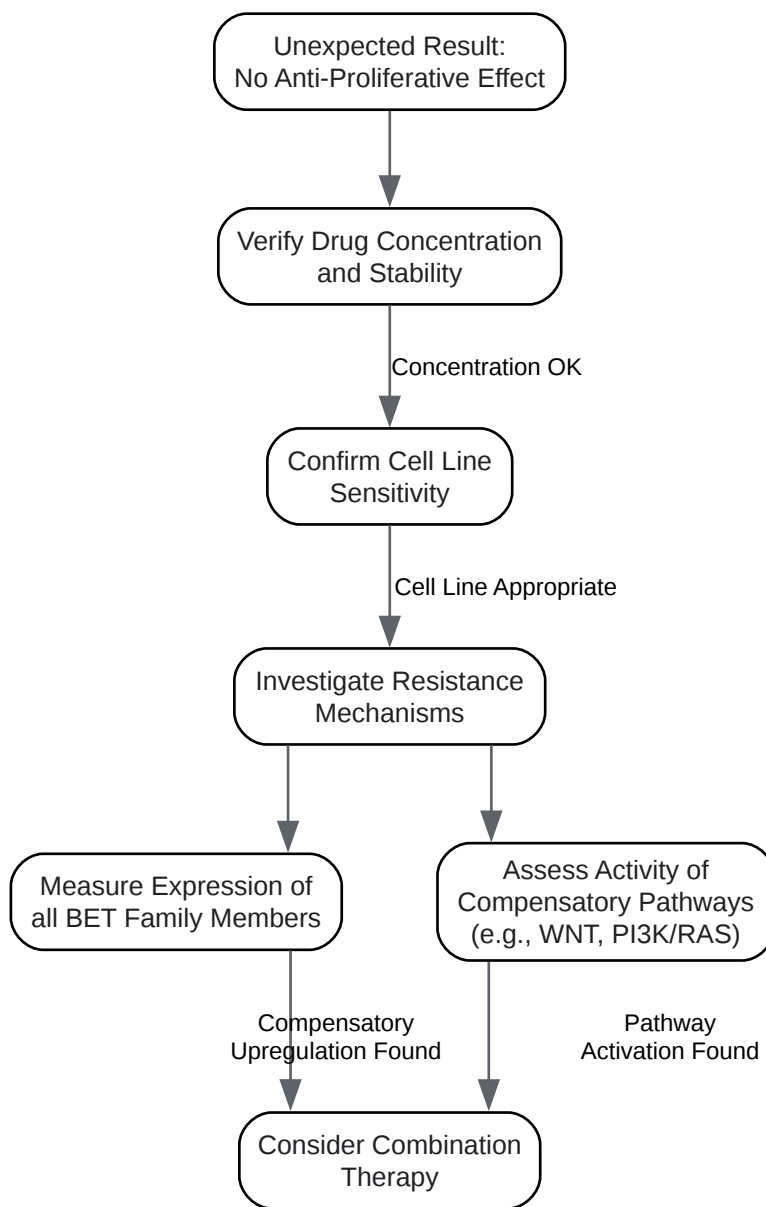 Unexpected Result:
No Anti-Proliferative Effect
Verify Drug Concentration
and Stability
Concentration OK
Confirm Cell Line
Sensitivity
Cell Line Appropriate
Investigate Resistance
Mechanisms
Measure Expression of
all BET Family Members
Assess Activity of
Compensatory Pathways
(e.g., WNT, PI3K/RAS)
Compensatory
Upregulation Found
Pathway
Activation Found
Consider Combination
Therapy